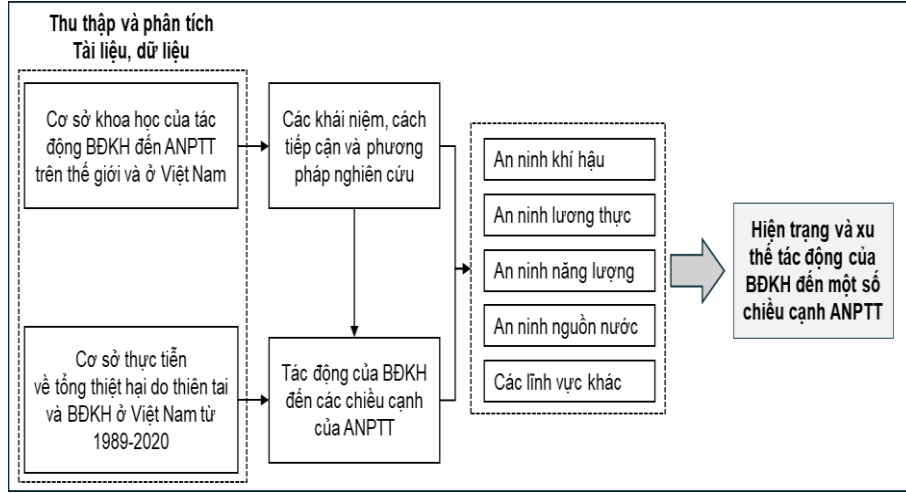 Thu thập và phân tích
Tài liệu, dữ liệu
Cơ sở khoa học của tác
động BĐKH đến ANPTT
trên thế giới và ở Việt Nam
Các khái niệm, cách
tiếp cận và phương
pháp nghiên cứu
An ninh khí hậu
An ninh lương thực
An ninh năng lượng
An ninh nguồn nước
Các lĩnh vực khác
Hiện trạng và xu
thế tác động của
BĐKH đến một số
chiều cạnh ANPTT
Cơ sở thực tiễn
về tổng thiệt hại do thiên tai
và BĐKH ở Việt Nam từ
1989-2020
Tác động của BĐKH
đến các chiều cạnh
của ANPTT